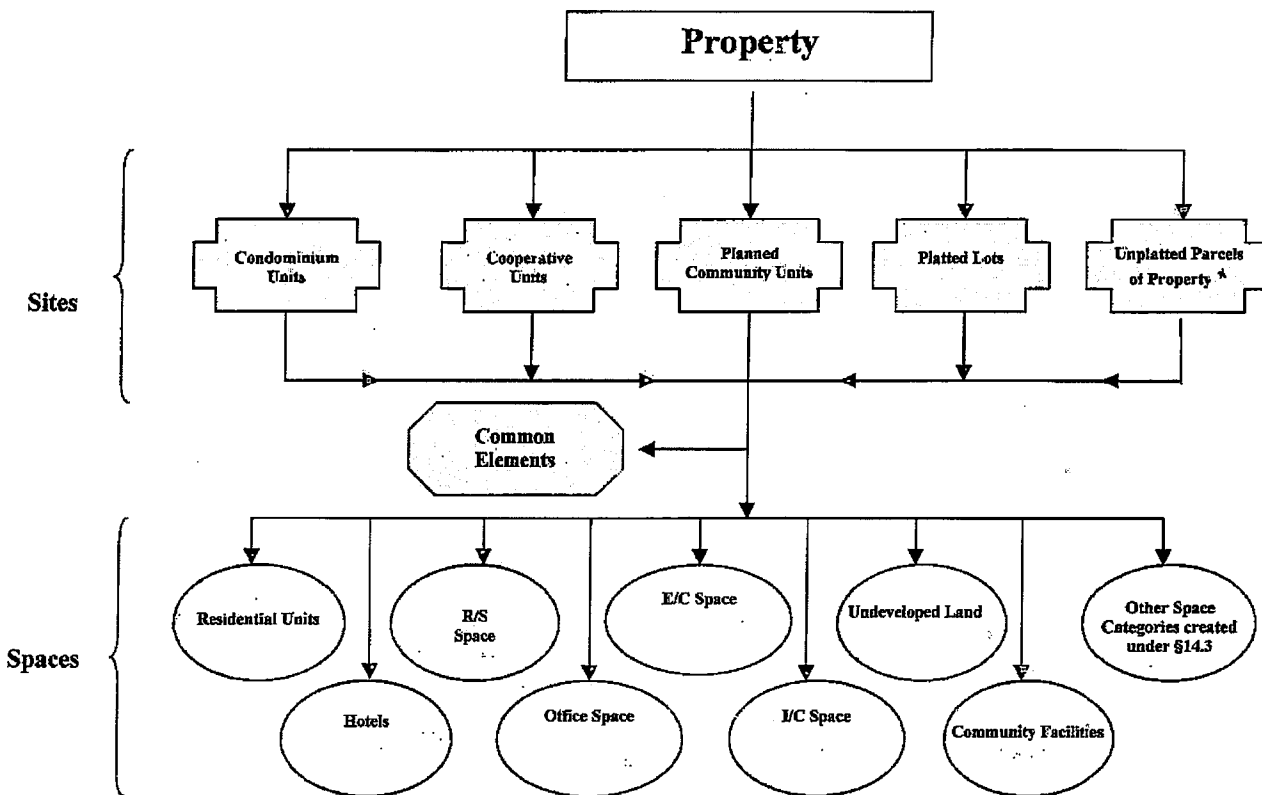 Property
Sites
Condominium
Units
Cooperative
Units
Planned
Community Units
Platted Lots
Unplatted Parcels
of Property *
Common
Elements
Spaces
Residential Units
R/S
Space
E/C Space
Undeveloped Land
Other Space
Categories created
under §14.3
Hotels
Office Space
I/C Space
Community Facilities